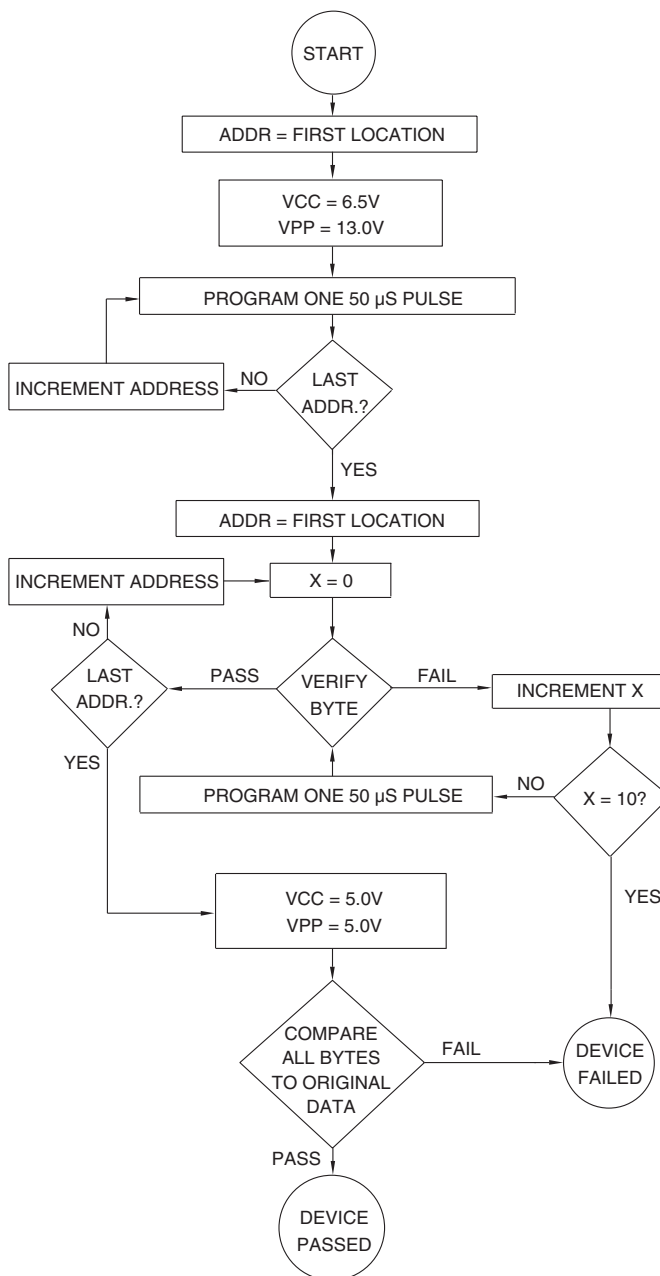 START
ADDR = FIRST LOCATION
VCC = 6.5V
VPP = 13.0V
PROGRAM ONE 50 µS PULSE
INCREMENT ADDRESS
NO
LAST
ADDR.?
YES
ADDR = FIRST LOCATION
INCREMENT ADDRESS
X = 0
NO
LAST
ADDR.?
PASS
VERIFY
BYTE
FAIL
INCREMENT X
YES
PROGRAM ONE 50 µS PULSE
NO
X = 10?
VCC = 5.0V
VPP = 5.0V
YES
COMPARE
ALL BYTES
TO ORIGINAL
DATA
FAIL
DEVICE
FAILED
PASS
DEVICE
PASSED